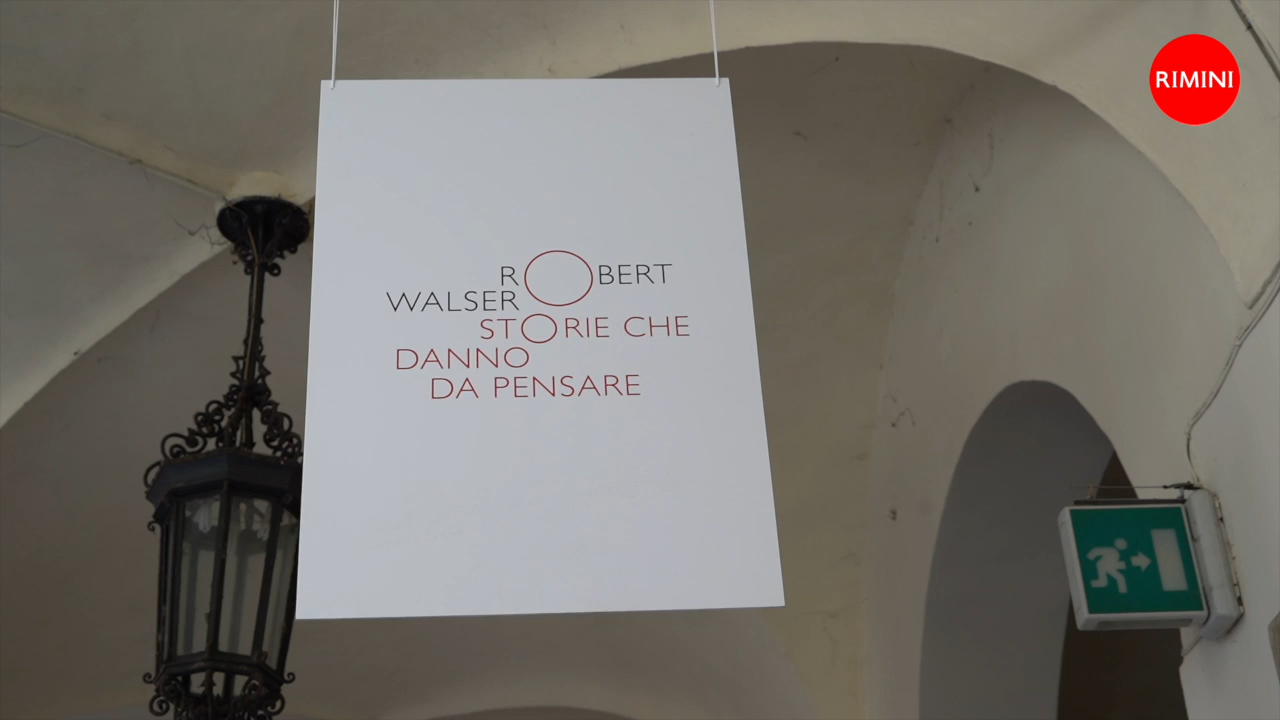 RIMINI
ROBERT
WALSER
STORIE CHE
DANNO
DA PENSARE